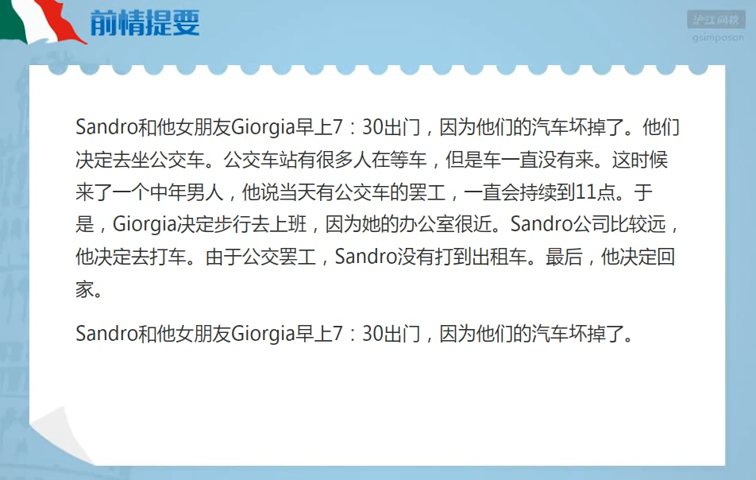 前情提要
沪江网校
gsimpason
Sandro和他女朋友Giorgia早上7：30出门，因为他们的汽车坏掉了。他们
决定去坐公交车。公交车站有很多人在等车，但是车一直没有来。这时候
来了一个中年男人，他说当天有公交车的罢工，一直会持续到11点。于
是，Giorgia决定步行去上班，因为她的办公室很近。Sandro公司比较远，
他决定去打车。由于公交罢工，Sandro没有打到出租车。最后，他决定回
家。
Sandro和他女朋友Giorgia早上7：30出门，因为他们的汽车坏掉了。